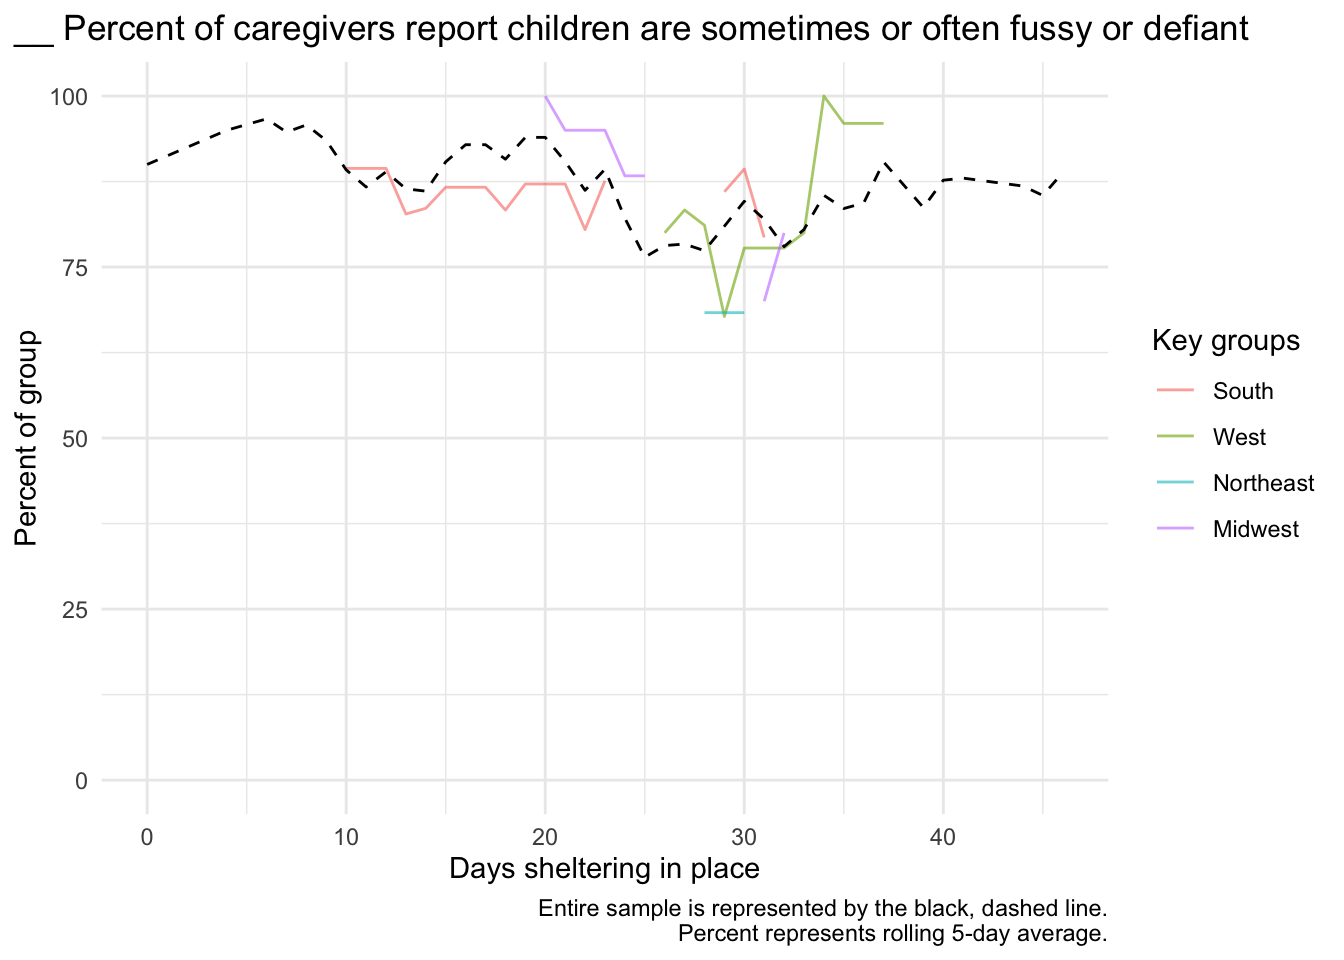 __ Percent of caregivers report children are sometimes or often fussy or defiant
Percent of group
100
75
50
25
0
0 10 20 30 40
Days sheltering in place
Key groups
South
West
Northeast
Midwest
Entire sample is represented by the black, dashed line.
Percent represents rolling 5-day average.